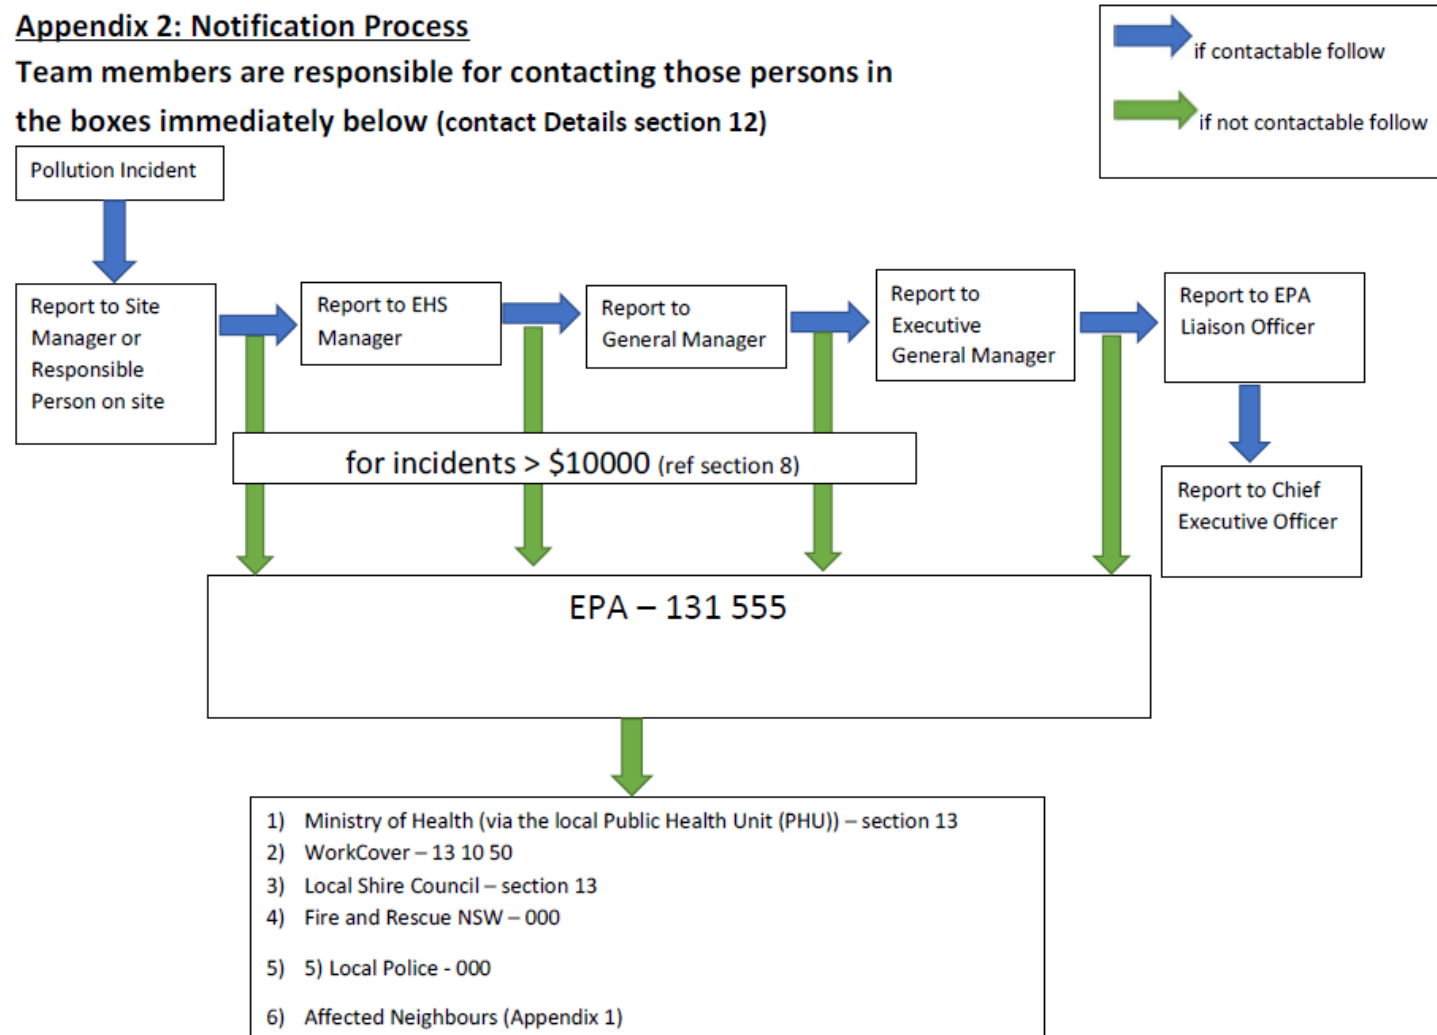 Appendix 2: Notification Process
Team members are responsible for contacting those persons in
the boxes immediately below (contact Details section 12)
if contactable follow
if not contactable follow
Pollution Incident
Report to Site
Manager or
Responsible
Person on site
Report to EHS
Manager
Report to
General Manager
Report to
Executive
General Manager
Report to EPA
Liaison Officer
for incidents > $10000 (ref section 8)
Report to Chief
Executive Officer
EPA – 131 555
1) Ministry of Health (via the local Public Health Unit (PHU)) – section 13
2) WorkCover – 13 10 50
3) Local Shire Council – section 13
4) Fire and Rescue NSW – 000
5) 5) Local Police - 000
6) Affected Neighbours (Appendix 1)